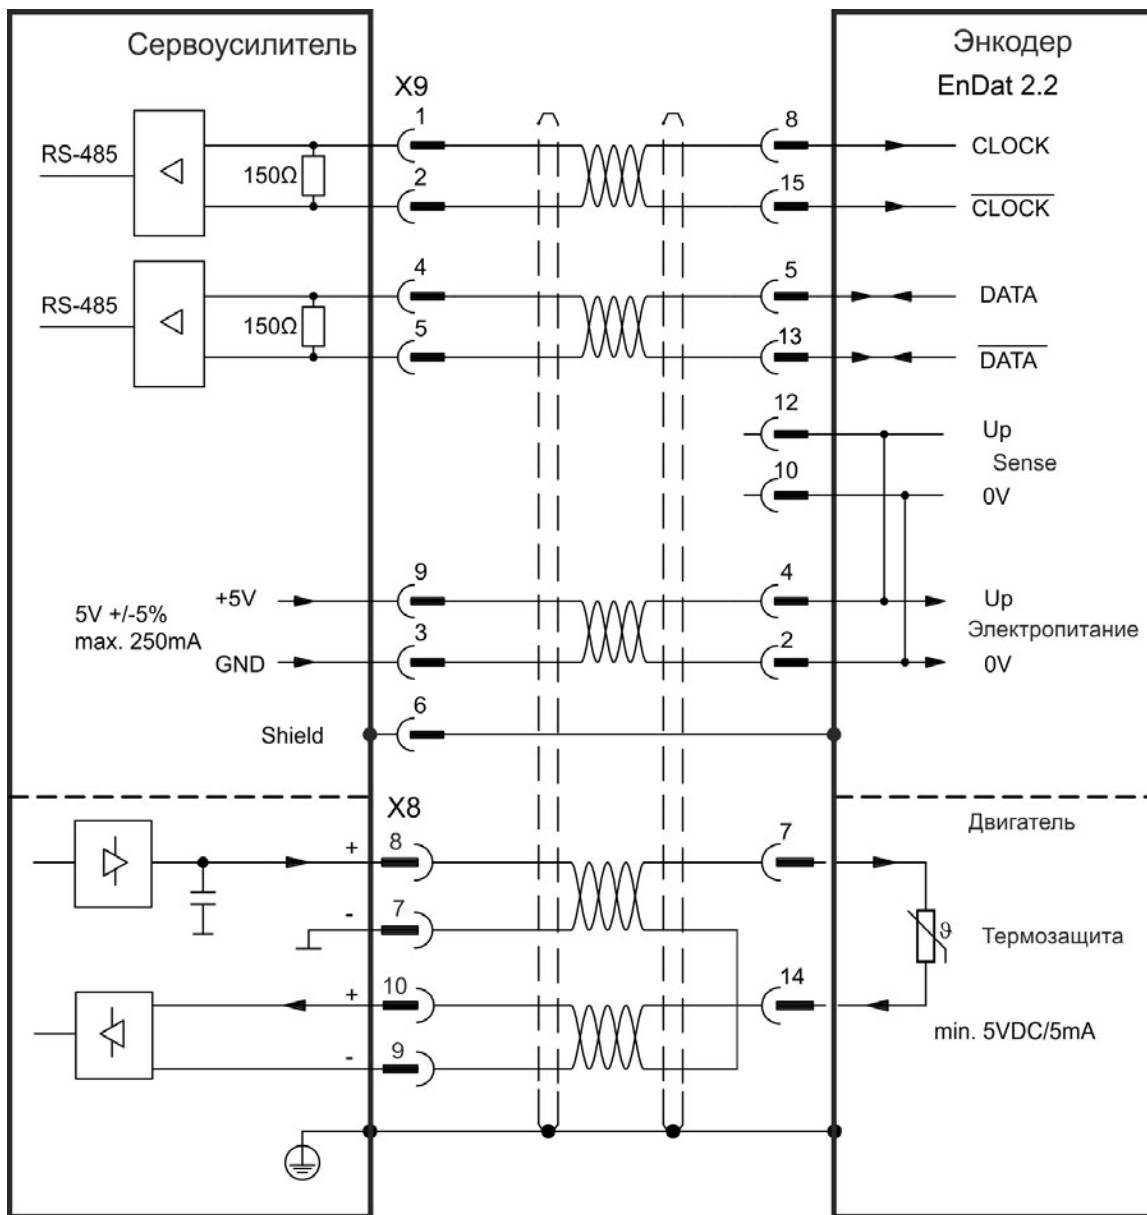 Сервоусилитель
Энкодер
EnDat 2.2
X9
1
8
CLOCK
RS-485
150Ω
2
15
CLOCK
4
5
DATA
RS-485
150Ω
5
13
DATA
12
Up
Sense
10
0V
9
4
+5V
Up
5V +/-5%
max. 250mA
Электропитание
3
2
GND
0V
6
Shield
X8
Двигатель
8
7
+
7
-
ϑ
Термозащита
10
14
+
min. 5VDC/5mA
9
-